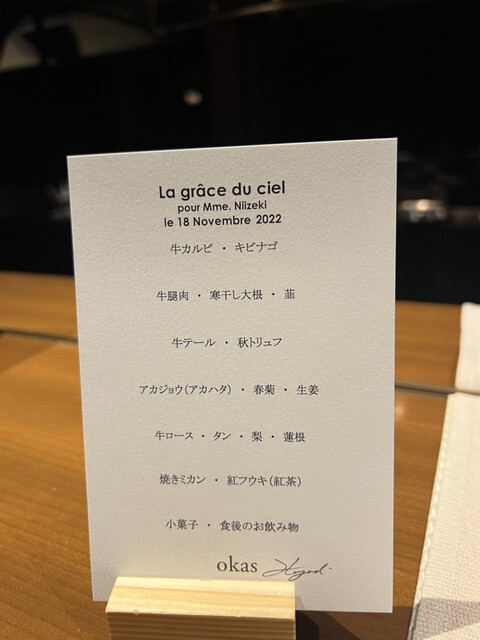 La grâce du ciel
pour Mme. Niizeki
le 18 Novembre 2022
牛カルビ ・ キビナゴ
牛腿肉 ・ 寒干し大根 ・ 韮
牛テール ・ 秋トリュフ
アカジョウ(アカハタ) ・ 春菊 ・ 生姜
牛ロース ・ タン ・ 梨 ・ 蓮根
焼きミカン ・ 紅フウキ(紅茶)
小菓子 ・ 食後のお飲み物
okas